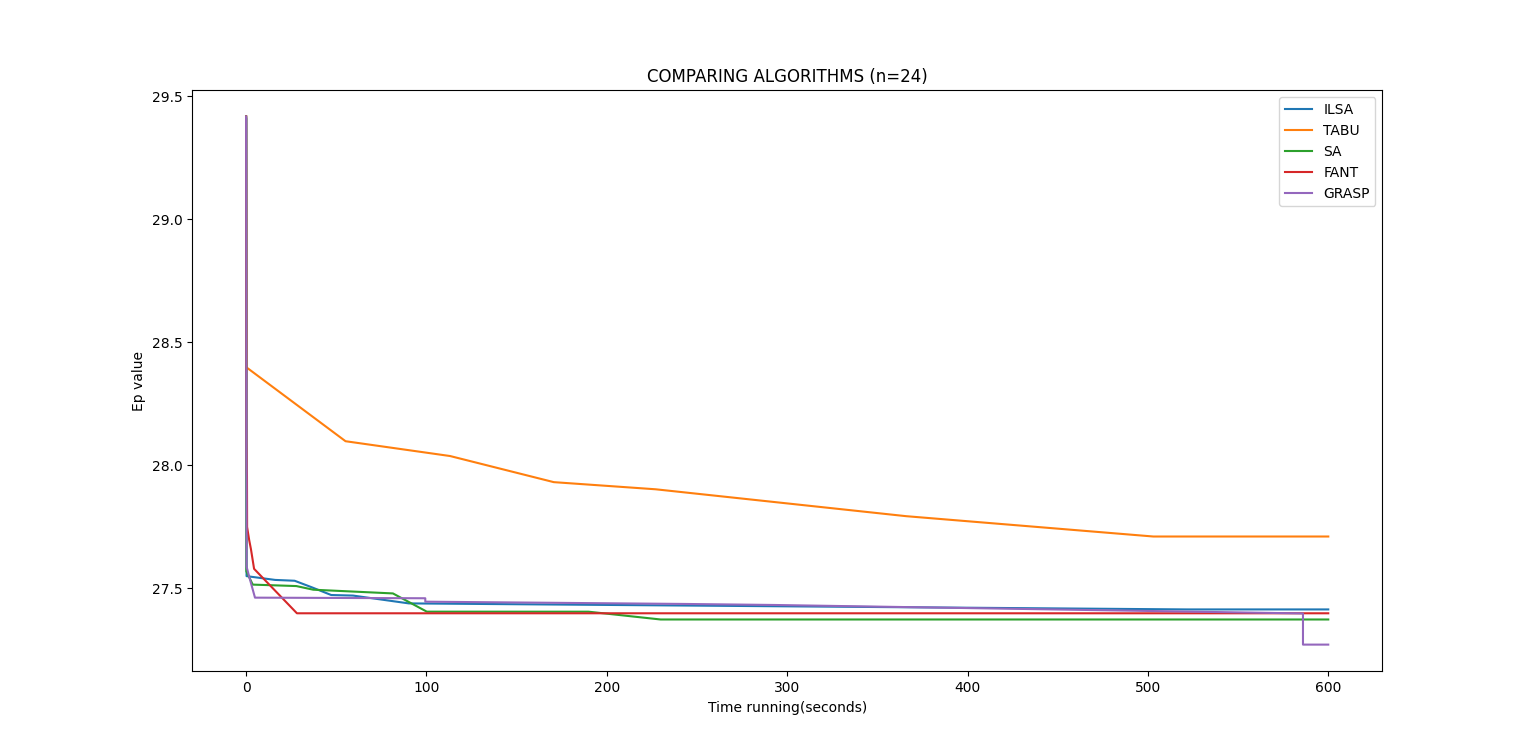 COMPARING ALGORITHMS (n=24)
29.5
29.0
28.5
28.0
27.5
Ep value
0
100
200
300
400
500
600
Time running(seconds)
ILSA
TABU
SA
FANT
GRASP